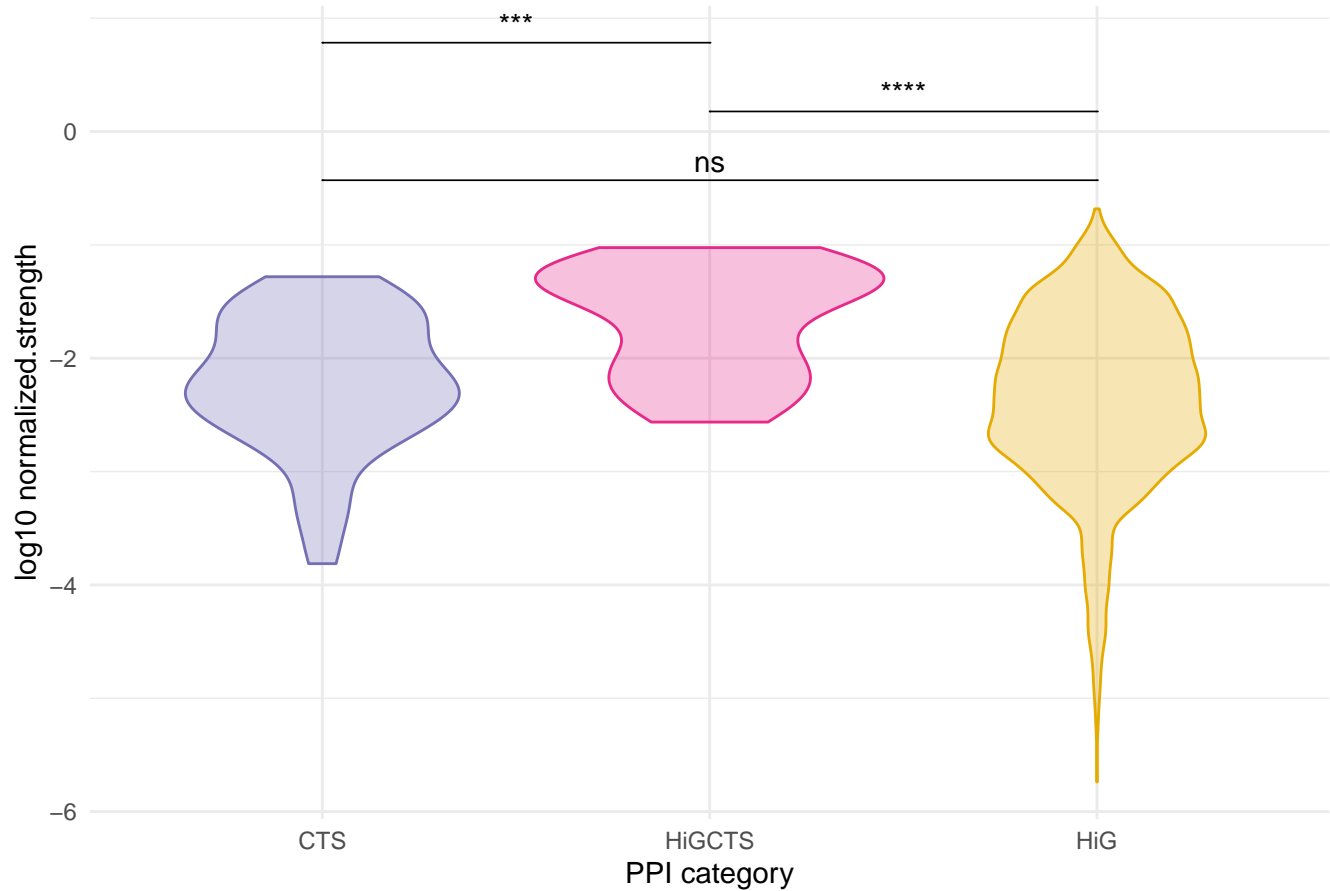 ***
****
ns
0
−2
−4
−6
log10 normalized.strength
CTS
HiGCTS
HiG
PPI category